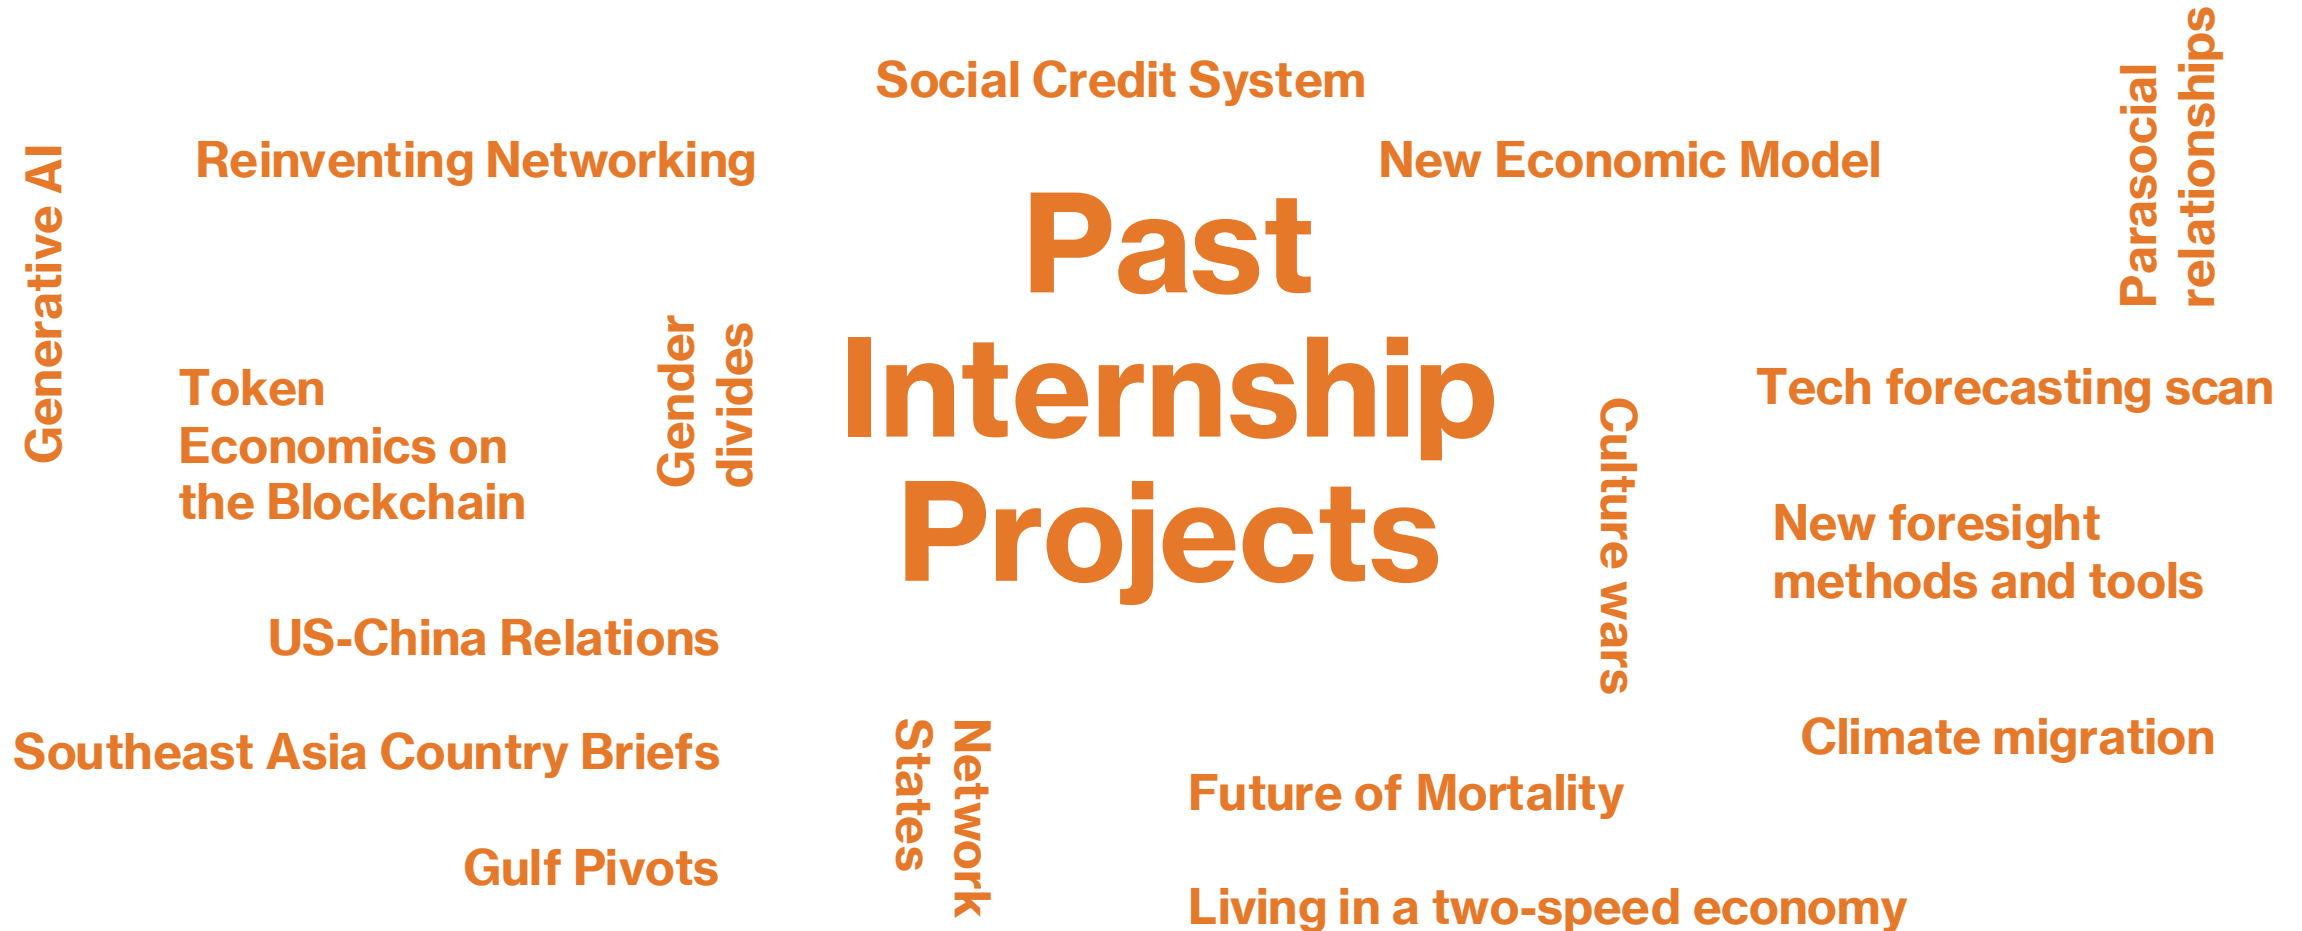 Social Credit System
Reinventing Networking
New Economic Model
Parasocial
relationships
Generative AI
Past
Internship
Projects
Gender
divides
Token
Economics on
the Blockchain
Tech forecasting scan
Culture wars
New foresight
methods and tools
US-China Relations
Southeast Asia Country Briefs
Network
States
Climate migration
Future of Mortality
Gulf Pivots
Living in a two-speed economy